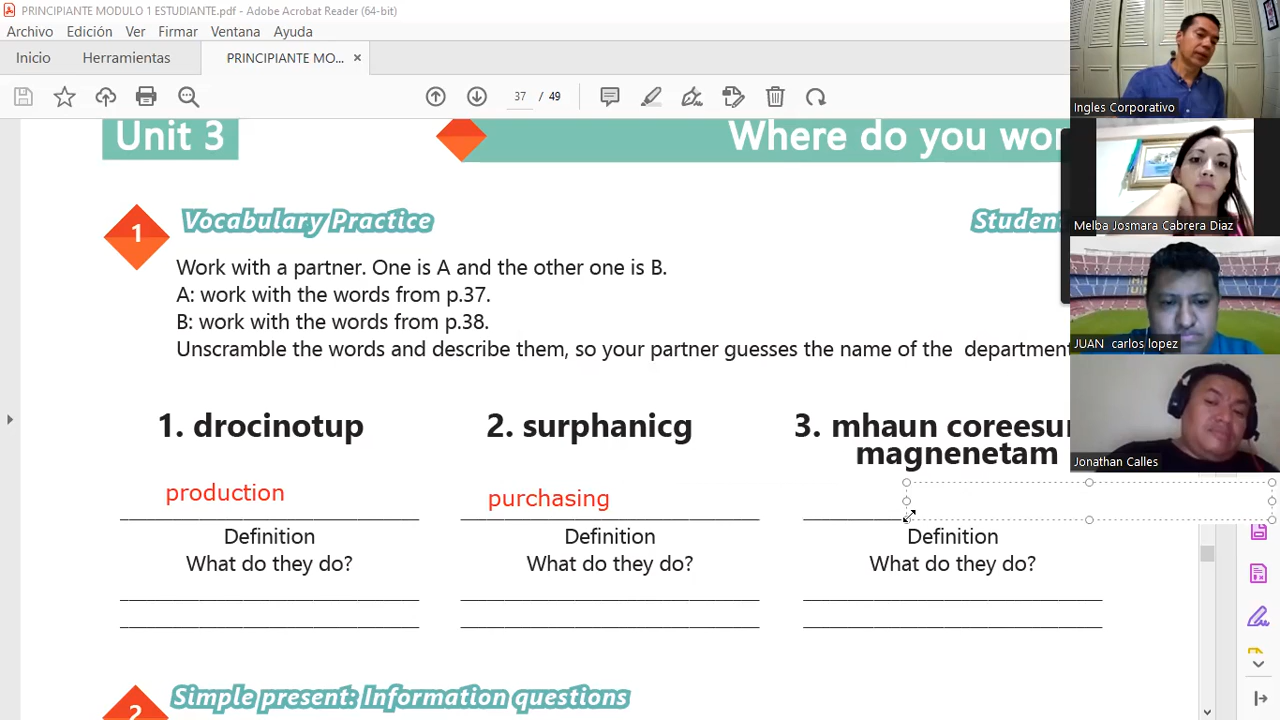 PRINCIPIANTE MODULO 1 ESTUDIANTE.pdf - Adobe Acrobat Reader (64-bit)
Archivo Edición Ver Firmar Ventana Ayuda
Inicio Herramientas PRINCIPIANTE MO... ×
37 / 49
Unit 3
Where do you wor
1
Vocabulary Practice
Student
Work with a partner. One is A and the other one is B.
A: work with the words from p.37.
B: work with the words from p.38.
Unscramble the words and describe them, so your partner guesses the name of the department
1. drocinotup
2. surphanicg
3. mhaun coreesur
magnenetam
production
purchasing
Definition
What do they do?
Definition
What do they do?
Definition
What do they do?
2
Simple present: Information questions
Ingles Corporativo
Melba Josmara Cabrera Diaz
JUAN carlos lopez
Jonathan Calles